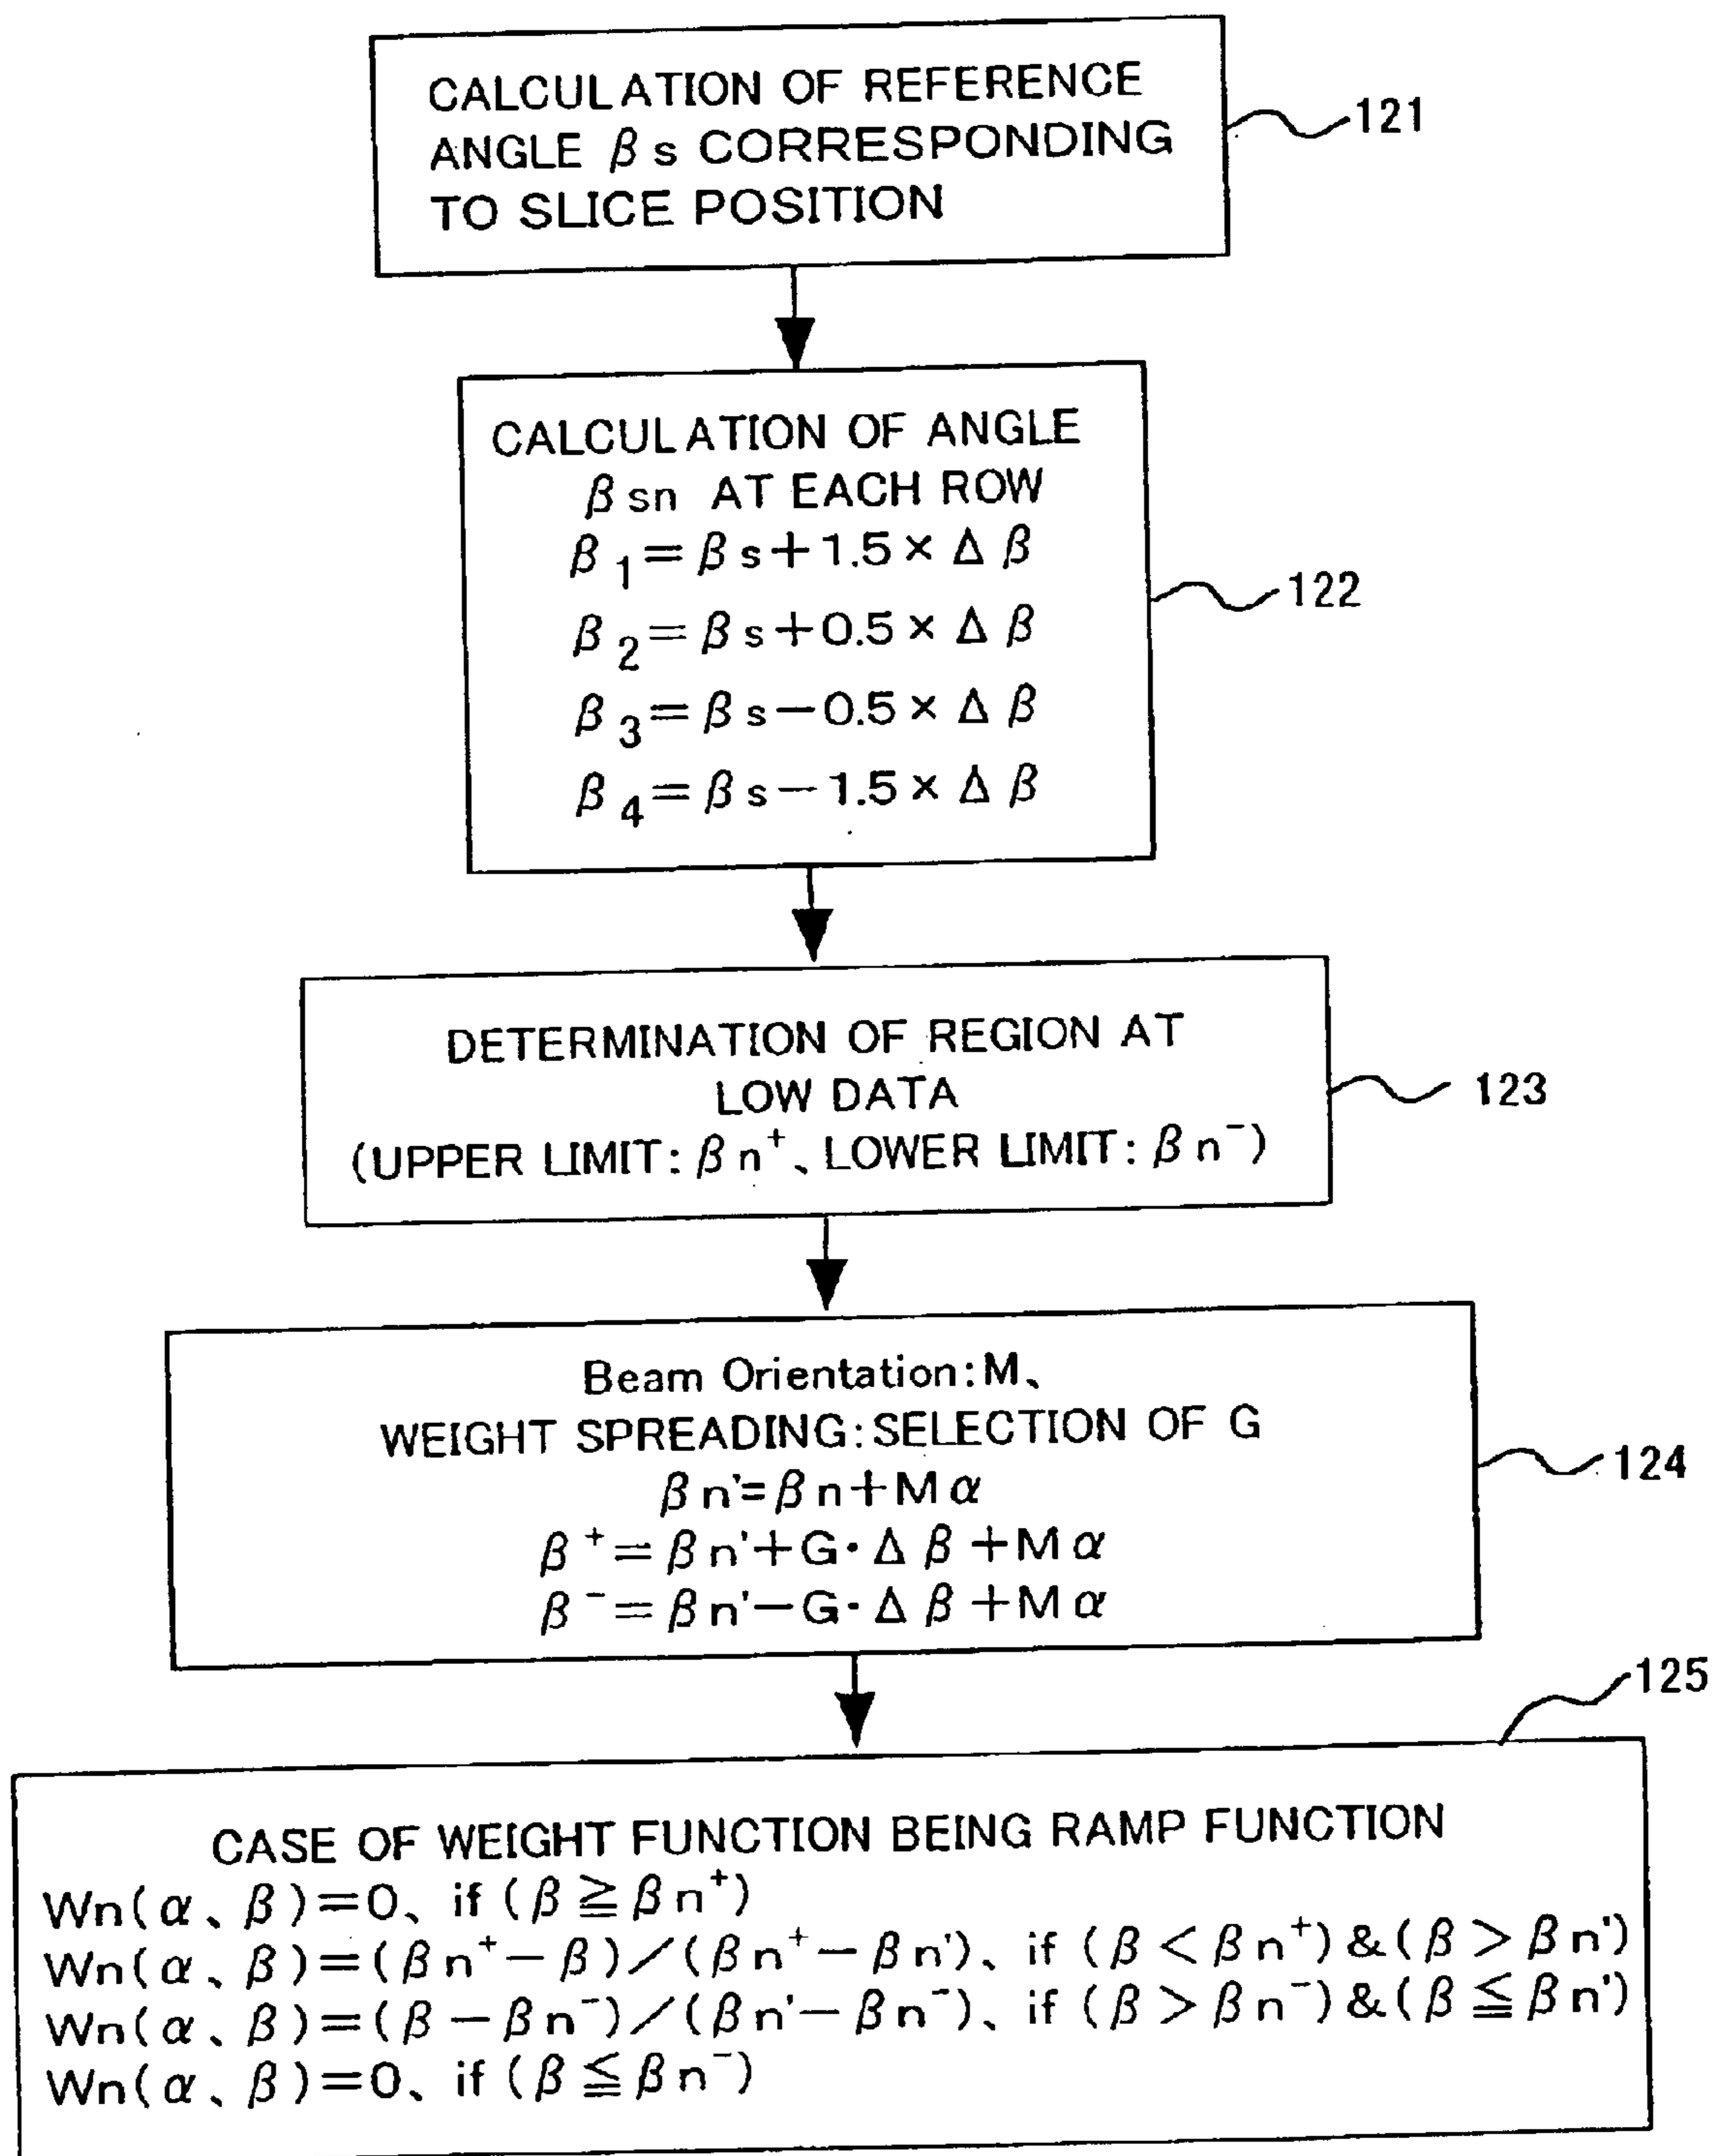 CALCULATION OF REFERENCE
ANGLE β s CORRESPONDING
TO SLICE POSITION
121
CALCULATION OF ANGLE
β sn AT EACH ROW
β 1 = β s + 1.5 × Δ β
β 2 = β s + 0.5 × Δ β
β 3 = β s − 0.5 × Δ β
β 4 = β s − 1.5 × Δ β
122
DETERMINATION OF REGION AT
LOW DATA
(UPPER LIMIT: β n⁺、LOWER LIMIT: β n⁻)
123
Beam Orientation:M、
WEIGHT SPREADING:SELECTION OF G
β n'=β n+M α
β ⁺= β n'+G・Δ β +M α
β ⁻= β n'−G・Δ β +M α
124
125
CASE OF WEIGHT FUNCTION BEING RAMP FUNCTION
Wn(α、β)=0、if (β ≧ β n⁺)
Wn(α、β)=(β n⁺−β)/(β n⁺−β n')、if (β < β n⁺)&(β > β n')
Wn(α、β)=(β −β n⁻)/(β n'−β n⁻)、if (β > β n⁻)&(β ≦ β n')
Wn(α、β)=0、if (β ≦ β n⁻)